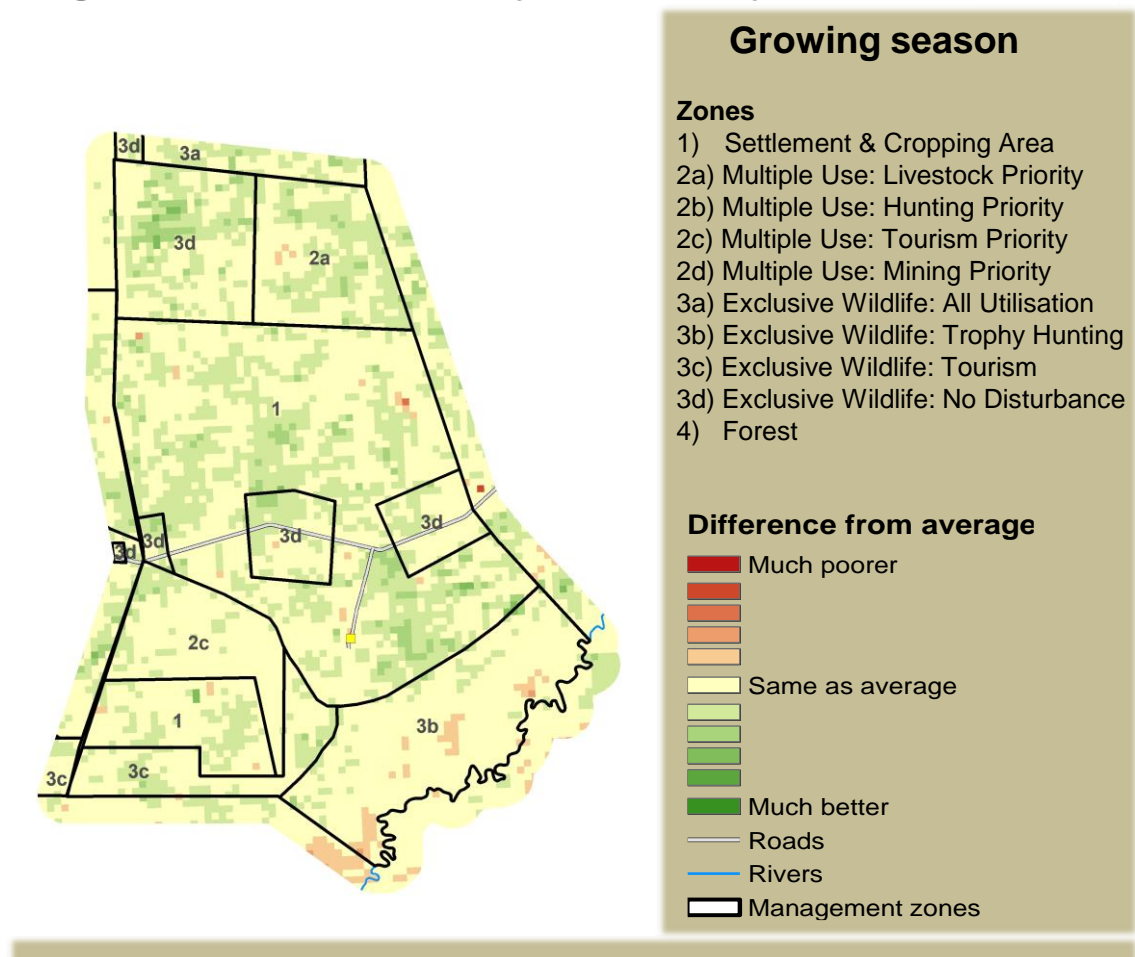 Growing season
Zones
1) Settlement & Cropping Area
2a) Multiple Use: Livestock Priority
2b) Multiple Use: Hunting Priority
2c) Multiple Use: Tourism Priority
2d) Multiple Use: Mining Priority
3a) Exclusive Wildlife: All Utilisation
3b) Exclusive Wildlife: Trophy Hunting
3c) Exclusive Wildlife: Tourism
3d) Exclusive Wildlife: No Disturbance
4) Forest
Difference from average
Much poorer
Same as average
Much better
Roads
Rivers
Management zones
3d
3a
3d
2a
1
3d
3d
3d
3d
2c
1
3b
3c
3c